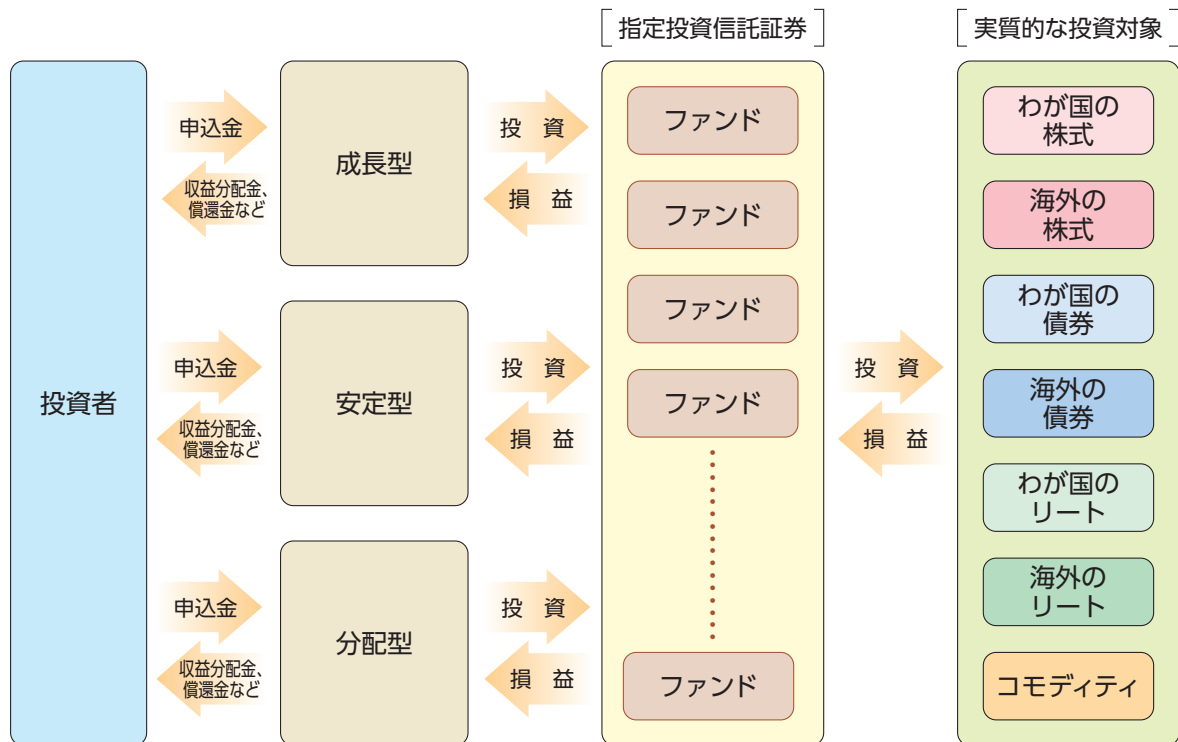 指定投資信託証券
実質的な投資対象
投資者
申込金
収益分配金、
償還金など
成長型
投 資
損 益
申込金
収益分配金、
償還金など
安定型
投 資
損 益
申込金
収益分配金、
償還金など
分配型
投 資
損 益
ファンド
ファンド
ファンド
ファンド
ファンド
投 資
損 益
わが国の
株式
海外の
株式
わが国の
債券
海外の
債券
わが国の
リート
海外の
リート
コモディティ